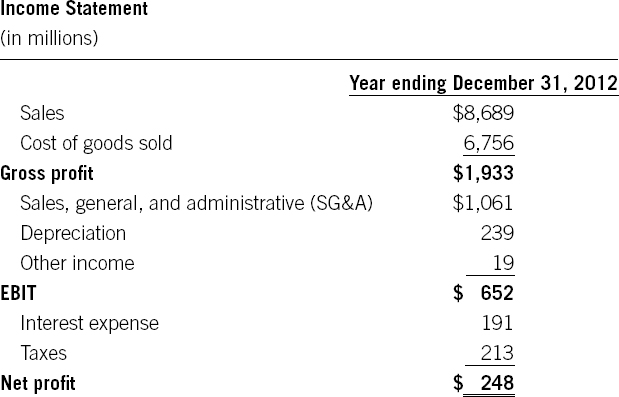 Income Statement
(in millions)
Year ending December 31, 2012
Sales $8,689
Cost of goods sold 6,756
Gross profit $1,933
Sales, general, and administrative (SG&A) $1,061
Depreciation 239
Other income 19
EBIT $ 652
Interest expense 191
Taxes 213
Net profit $ 248